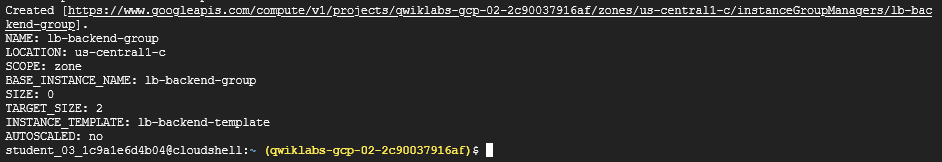 Created [https://www.googleapis.com/compute/v1/projects/qwiklabs-gcp-02-2c90037916af/zones/us-central1-c/instanceGroupManagers/lb-bac
kend-group].
NAME: lb-backend-group
LOCATION: us-central1-c
SCOPE: zone
BASE_INSTANCE_NAME: lb-backend-group
SIZE: 0
TARGET_SIZE: 2
INSTANCE_TEMPLATE: lb-backend-template
AUTOSCALED: no
student_03_1c9a1e6d4b04@cloudshell:~ (qwiklabs-gcp-02-2c90037916af)$